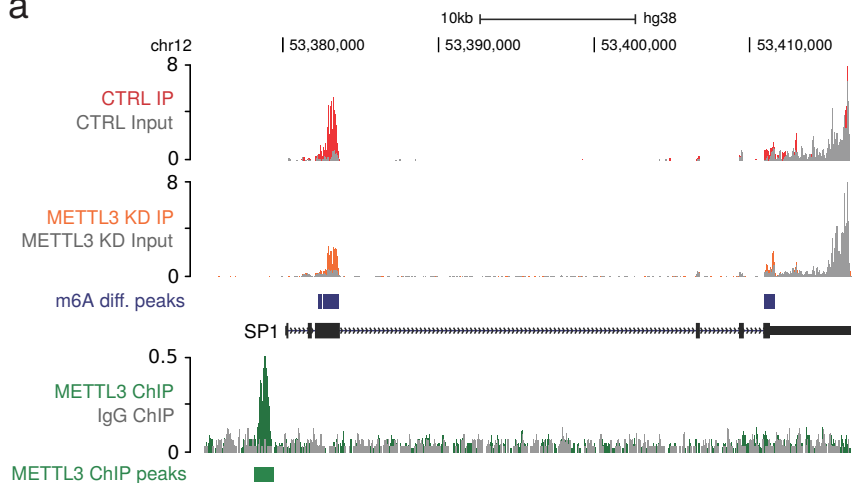 a
10kb hg38
chr12 53,380,000 53,390,000 53,400,000 53,410,000
8
CTRL IP
CTRL Input
0
8
METTL3 KD IP
METTL3 KD Input
0
m6A diff. peaks
SP1
0.5
METTL3 ChIP
IgG ChIP
0
METTL3 ChIP peaks